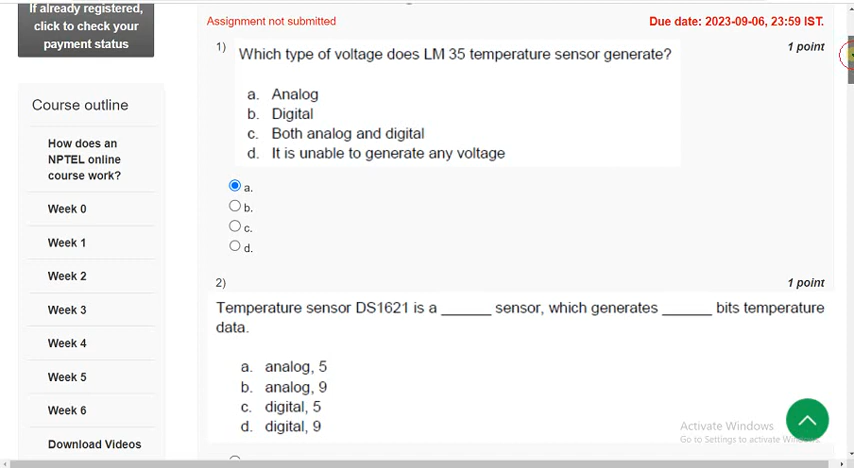 If already registered,
click to check your
payment status
Course outline
How does an
NPTEL online
course work?
Week 0
Week 1
Week 2
Week 3
Week 4
Week 5
Week 6
Download Videos
Assignment not submitted
Due date: 2023-09-06, 23:59 IST.
1)
1 point
Which type of voltage does LM 35 temperature sensor generate?
a. Analog
b. Digital
c. Both analog and digital
d. It is unable to generate any voltage
a.
b.
c.
d.
2)
1 point
Temperature sensor DS1621 is a ______ sensor, which generates ______ bits temperature
data.
a. analog, 5
b. analog, 9
c. digital, 5
d. digital, 9
Activate Windows
Go to Settings to activate